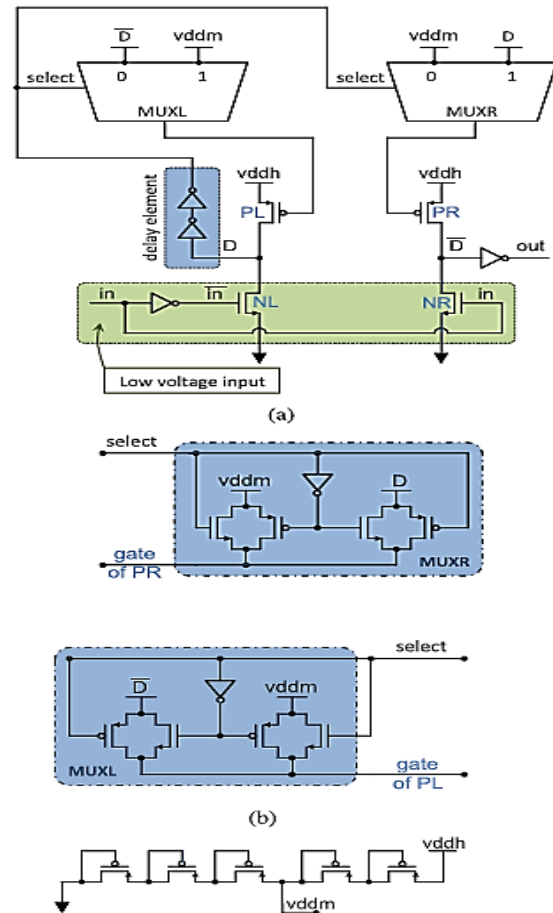 D̅ vddm vddm D
select 0 1 select 0 1
MUXL MUXR
vddh vddh
PL PR
delay element
D D̅ out
in i̅n̅ NL NR in
Low voltage input
(a)
select
vddm D
gate
of PR
MUXR
select
D̅ vddm
MUXL
gate
of PL
(b)
vddh
vddm